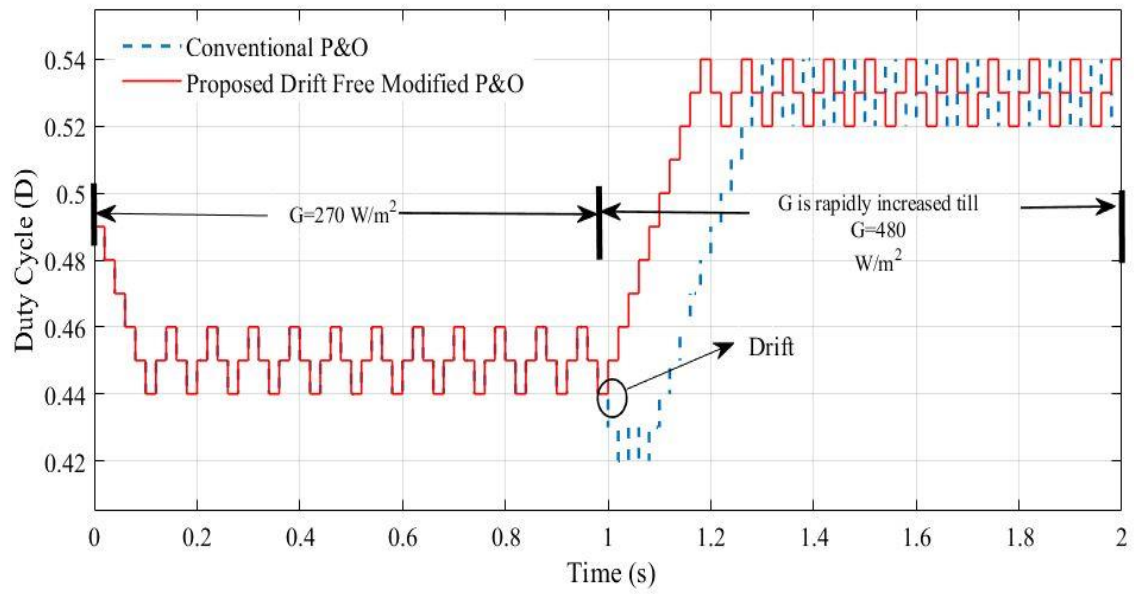 Conventional P&O
Proposed Drift Free Modified P&O
Duty Cycle (D)
0.54
0.52
0.5
0.48
0.46
0.44
0.42
G=270 W/m²
G is rapidly increased till
G=480
W/m²
Drift
0
0.2
0.4
0.6
0.8
1
1.2
1.4
1.6
1.8
2
Time (s)